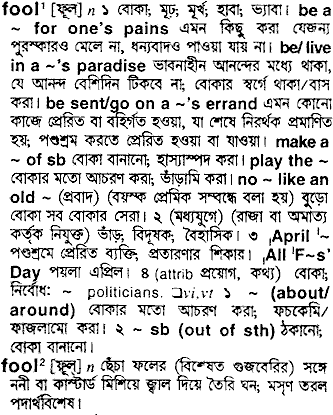 fool¹ [ফূল্] n ১ বোকা; মূঢ়; মূর্খ; হাবা; ভ্যাবা। be a
~ for one's pains এমন কিছু করা যেজন্য
পুরস্কারও মেলে না, ধন্যবাদও পাওয়া যায় না। be/ live
in a ~'s paradise ভাবনাহীন আনন্দের মধ্যে থাকা,
যে আনন্দ বেশিদিন টিকবে না; বোকার স্বর্গে থাকা/বাস
করা। be sent/go on a ~'s errand এমন কোনো
কাজে প্রেরিত বা বহির্গত হওয়া, যা শেষে নিরর্থক প্রমাণিত
হয়; পণ্ডশ্রম করতে প্রেরিত হওয়া বা যাওয়া। make a
~ of sb বোকা বানানো; হাস্যাস্পদ করা। play the ~
বোকার মতো আচরণ করা; ভাঁড়ামি করা। no ~ like an
old ~ (প্রবাদ) (বয়স্ক প্রেমিক সম্বন্ধে বলা হয়) বুড়ো
বোকা সব বোকার সেরা। ২ (মধ্যযুগে) (রাজা বা অমাত্য
কর্তৃক নিযুক্ত) ভাঁড়; বিদূষক; বৈহাসিক। ৩ ˌApril ˈ~
পণ্ডশ্রমে প্রেরিত ব্যক্তি; প্রতারণার শিকার। ˌAll ˈF~s'
Day পয়লা এপ্রিল। ৪ (attrib প্রয়োগ, কথ্য) বোকা;
নির্বোধ: ~ politicians. □vi,vt ১ ~ (about/
around) বোকার মতো আচরণ করা; ফচকেমি/
ফাজলামো করা। ২ ~ sb (out of sth) ঠকানো;
বোকা বানানো।
fool² [ফূল্] n ছেঁচা ফলের (বিশেষত গুজবেরির) সঙ্গে
ননী বা কাস্টার্ড মিশিয়ে জ্বাল দিয়ে তৈরি ঘন; মসৃণ তরল
পদার্থবিশেষ।